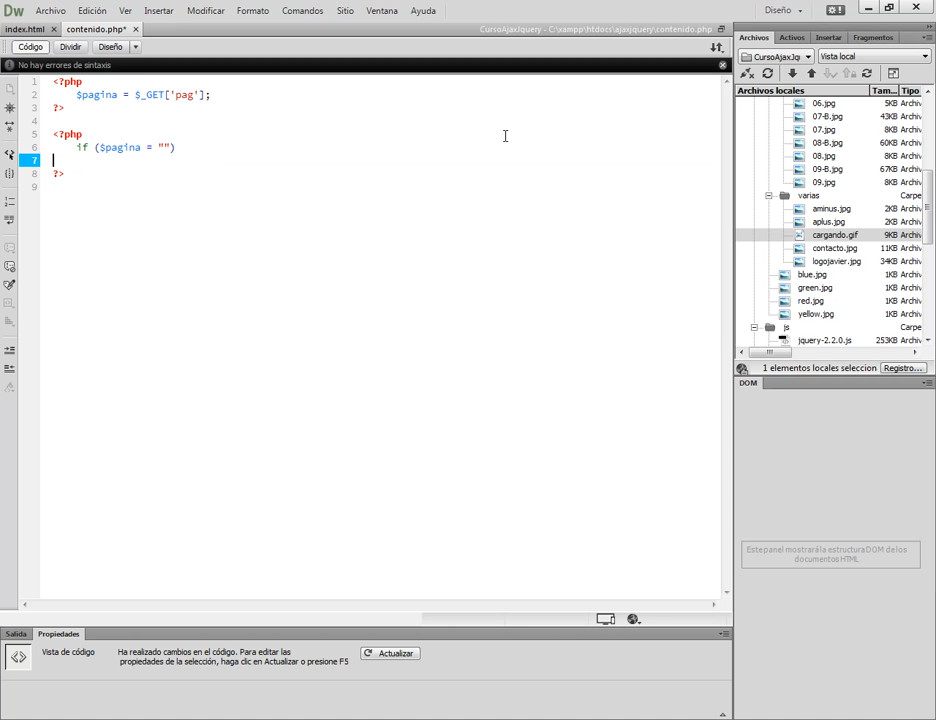 Dw Archivo Edición Ver Insertar Modificar Formato Comandos Sitio Ventana Ayuda Diseño
index.html contenido.php* CursoAjaxJquery - C:\xampp\htdocs\ajaxjquery\contenido.php
Código Dividir Diseño
No hay errores de sintaxis
1 <?php
2 $pagina = $_GET['pag'];
3 ?>
4
5 <?php
6 if ($pagina = "")
7
8 ?>
9
Archivos Activos Insertar Fragmentos
CursoAjaxJqı Vista local
Archivos locales Tam... Tipo
06.jpg 5KB Archiv
07-B.jpg 43KB Archiv
07.jpg 8KB Archiv
08-B.jpg 60KB Archiv
08.jpg 8KB Archiv
09-B.jpg 67KB Archiv
09.jpg 8KB Archiv
varias Carpe
aminus.jpg 2KB Archiv
aplus.jpg 2KB Archiv
cargando.gif 9KB Archiv
contacto.jpg 11KB Archiv
logojavier.jpg 34KB Archiv
blue.jpg 1KB Archiv
green.jpg 1KB Archiv
red.jpg 1KB Archiv
yellow.jpg 1KB Archiv
js Carpe
jquery-2.2.0.js 253KB Archiv
1 elementos locales seleccion Registro...
DOM
Este panel mostrará la estructura DOM de los
documentos HTML
Salida Propiedades
Vista de código
Ha realizado cambios en el código. Para editar las
propiedades de la selección, haga clic en Actualizar o presione F5
Actualizar